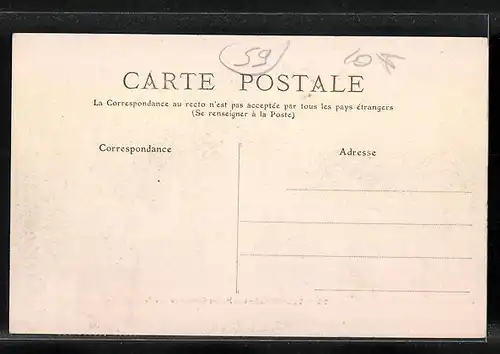 59 10f
CARTE POSTALE
La Correspondance au recto n'est pas acceptée par tous les pays étrangers
(Se renseigner à la Poste)
Correspondance Adresse